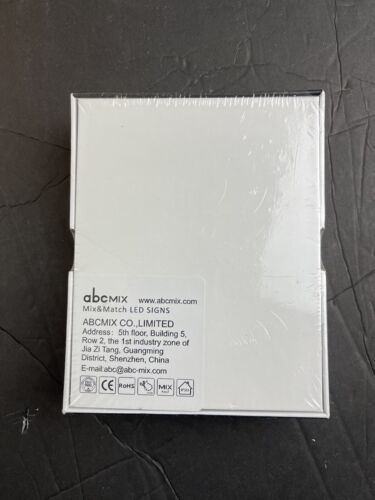 abcMIX www.abcmix.com
Mix&Match LED SIGNS
ABCMIX CO.,LIMITED
Address: 5th floor, Building 5,
Row 2, the 1st industry zone of
Jia Zi Tang, Guangming
District, Shenzhen, China
E-mail:abc@abc-mix.com
CE RoHS MIX